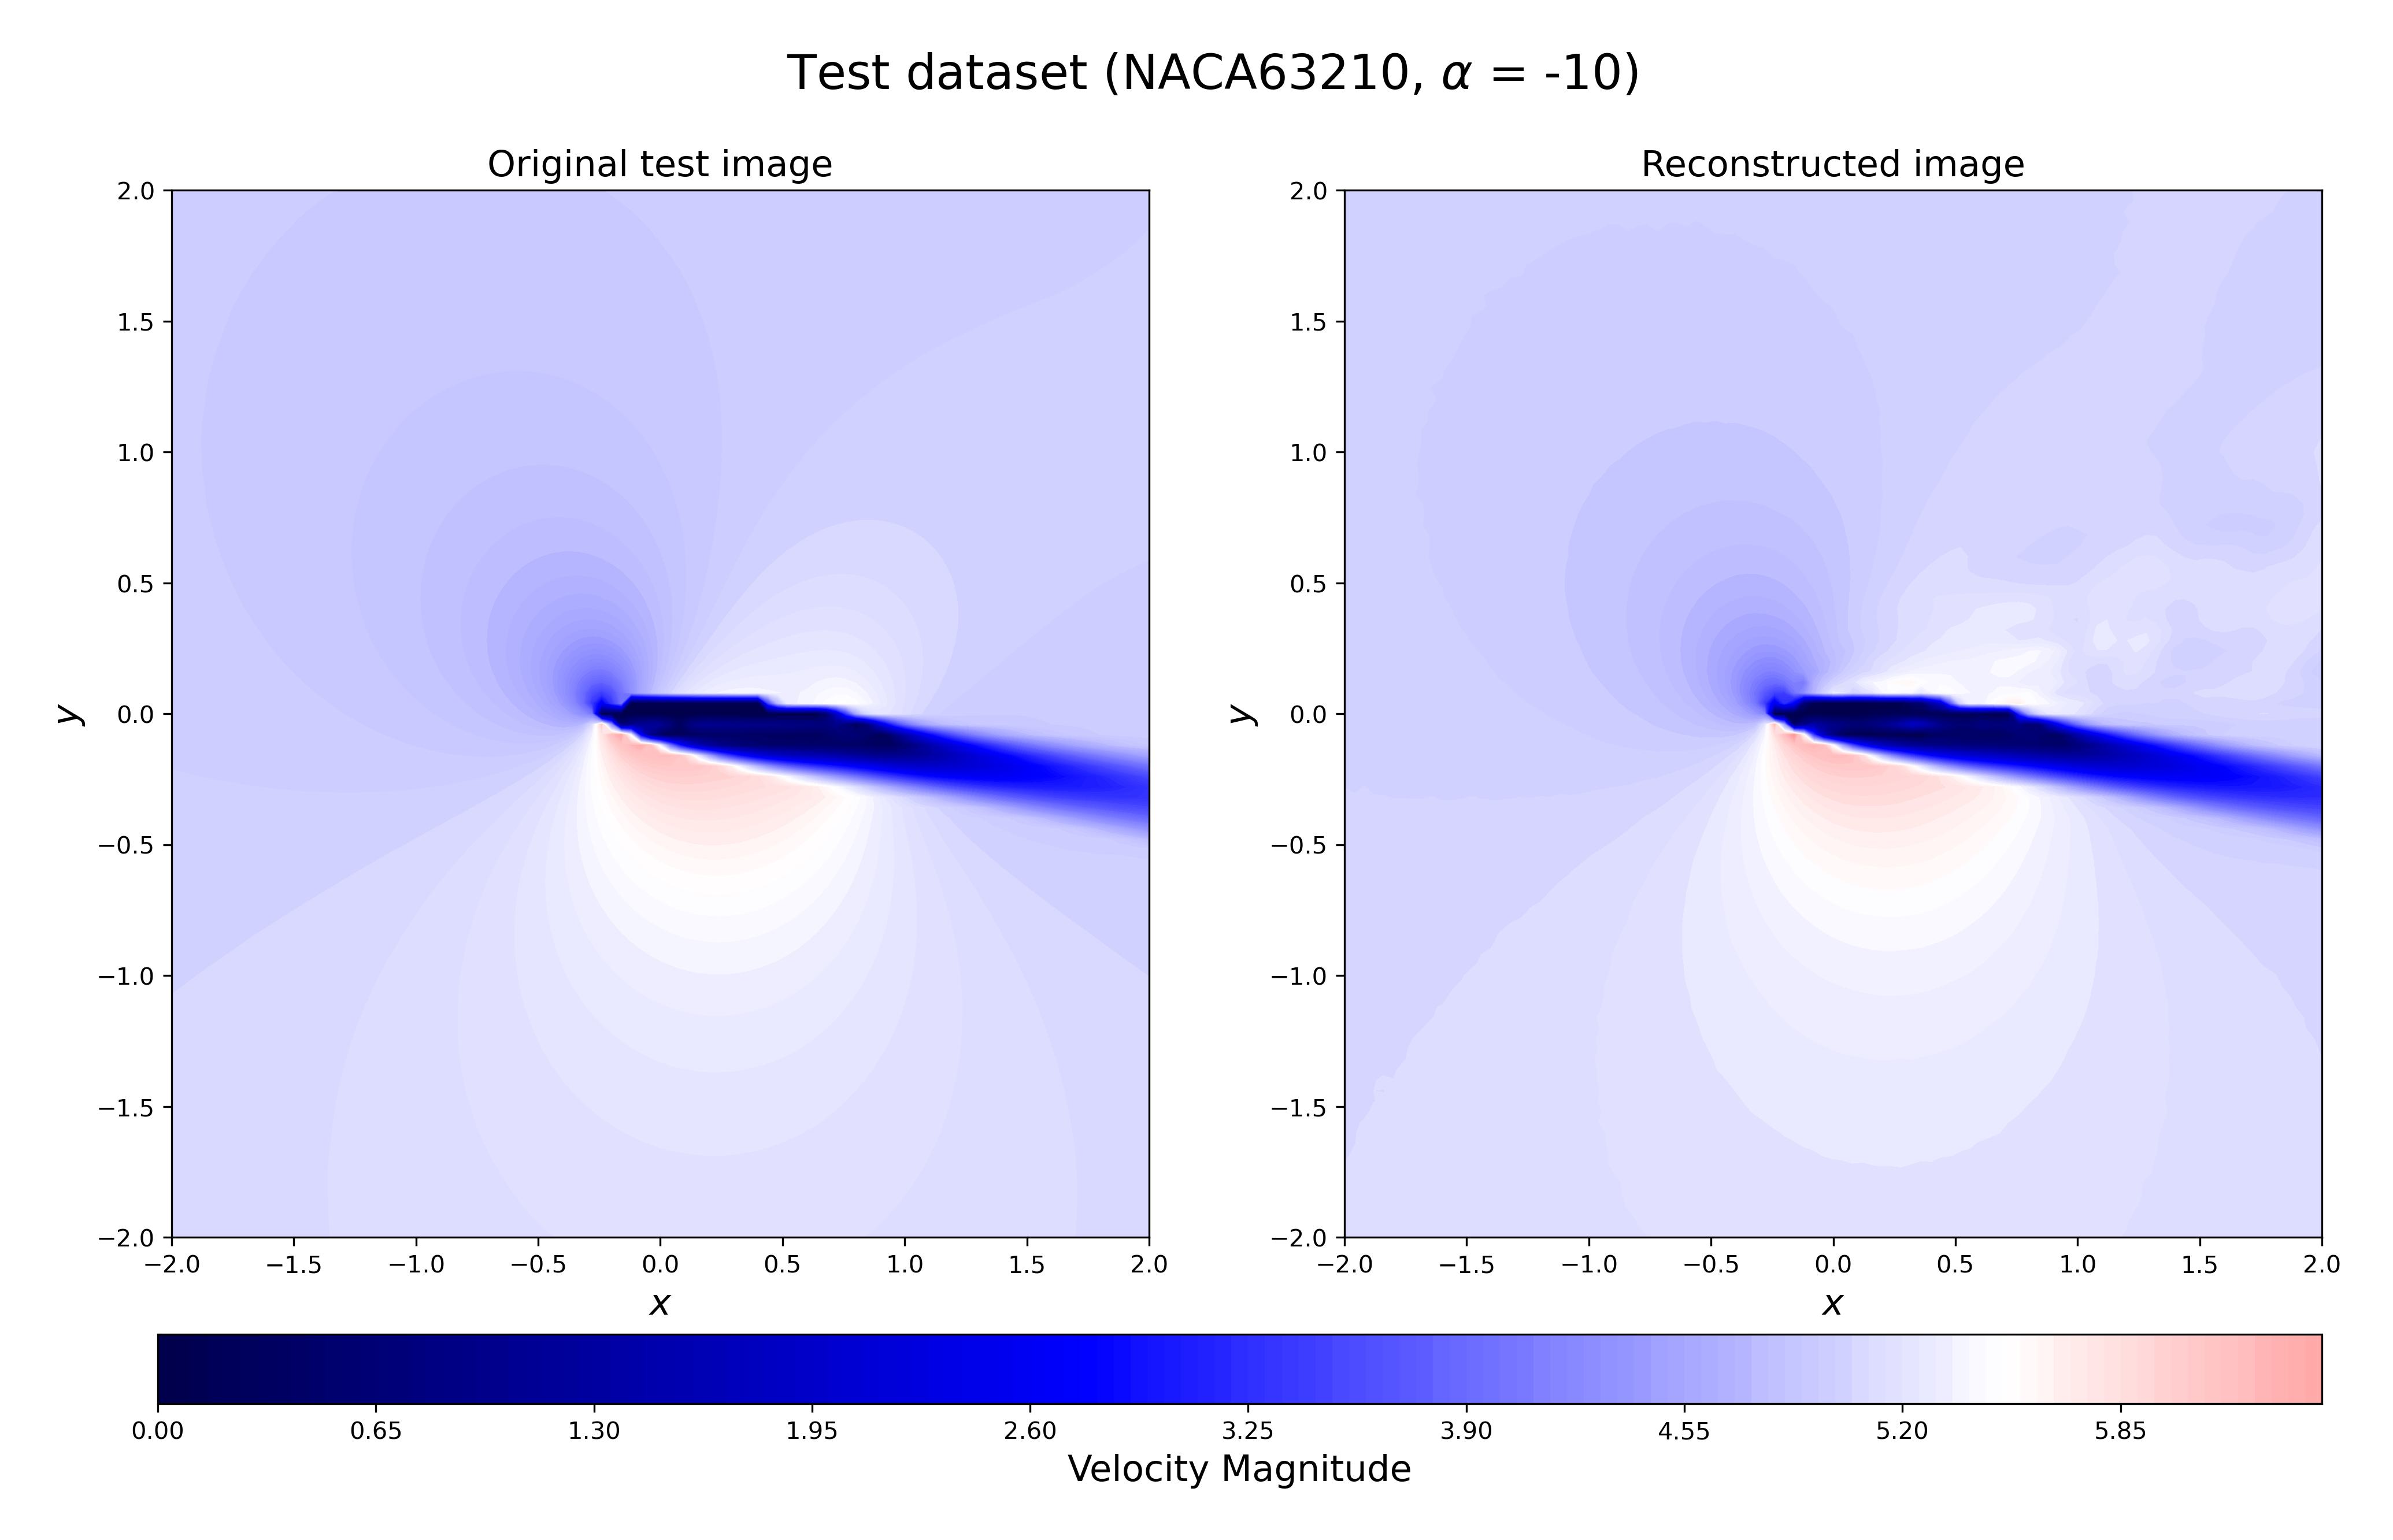 Test dataset (NACA63210, α = -10)
Original test image
Reconstructed image
2.0
1.5
1.0
0.5
0.0
−0.5
−1.0
−1.5
−2.0
y
−2.0 −1.5 −1.0 −0.5 0.0 0.5 1.0 1.5 2.0
x
2.0
1.5
1.0
0.5
0.0
−0.5
−1.0
−1.5
−2.0
y
−2.0 −1.5 −1.0 −0.5 0.0 0.5 1.0 1.5 2.0
x
0.00 0.65 1.30 1.95 2.60 3.25 3.90 4.55 5.20 5.85
Velocity Magnitude